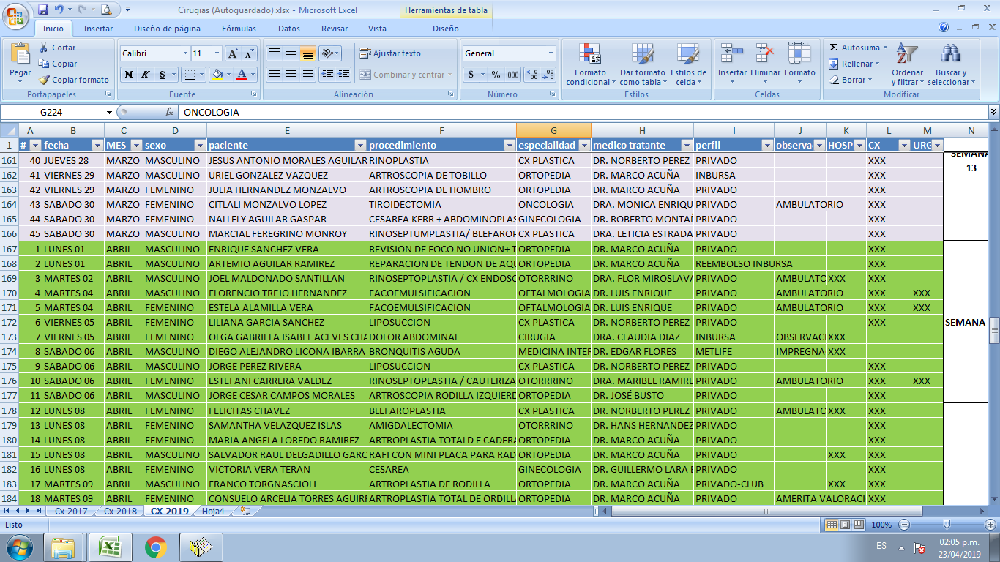 Cirugias (Autoguardado).xlsx - Microsoft Excel Herramientas de tabla
Inicio Insertar Diseño de página Fórmulas Datos Revisar Vista Diseño
Pegar Cortar Copiar Copiar formato Portapapeles
Calibri 11 N K S Fuente
Ajustar texto Combinar y centrar Alineación
General $ % 000 Número
Formato condicional Dar formato como tabla Estilos de celda Estilos
Insertar Eliminar Formato Celdas
Autosuma Rellenar Borrar Ordenar y filtrar Buscar y seleccionar Modificar
G224 fx ONCOLOGIA
A B C D E F G H I J K L M N
1 # fecha MES sexo paciente procedimiento especialidad medico tratante perfil observac HOSP CX URG
161 40 JUEVES 28 MARZO MASCULINO JESUS ANTONIO MORALES AGUILAR RINOPLASTIA CX PLASTICA DR. NORBERTO PEREZ PRIVADO XXX SEMANA
162 41 VIERNES 29 MARZO MASCULINO URIEL GONZALEZ VAZQUEZ ARTROSCOPIA DE TOBILLO ORTOPEDIA DR. MARCO ACUÑA INBURSA XXX 13
163 42 VIERNES 29 MARZO FEMENINO JULIA HERNANDEZ MONZALVO ARTROSCOPIA DE HOMBRO ORTOPEDIA DR. MARCO ACUÑA PRIVADO XXX
164 43 SABADO 30 MARZO FEMENINO CITLALI MONZALVO LOPEZ TIROIDECTOMIA ONCOLOGIA DRA. MONICA ENRIQU PRIVADO AMBULATORIO XXX
165 44 SABADO 30 MARZO FEMENINO NALLELY AGUILAR GASPAR CESAREA KERR + ABDOMINOPLAS GINECOLOGIA DR. ROBERTO MONTAÑ PRIVADO XXX
166 45 SABADO 30 MARZO MASCULINO MARCIAL FEREGRINO MONROY RINOSEPTUMPLASTIA/ BLEFAROP CX PLASTICA DRA. LETICIA ESTRADA PRIVADO XXX
167 1 LUNES 01 ABRIL MASCULINO ENRIQUE SANCHEZ VERA REVISION DE FOCO NO UNION+ T ORTOPEDIA DR. MARCO ACUÑA PRIVADO XXX
168 2 LUNES 01 ABRIL MASCULINO ARTEMIO AGUILAR RAMIREZ REPARACION DE TENDON DE AQU ORTOPEDIA DR. MARCO ACUÑA REEMBOLSO INBURSA XXX
169 3 MARTES 02 ABRIL MASCULINO JOEL MALDONADO SANTILLAN RINOSEPTOPLASTIA / CX ENDOSC OTORRRINO DRA. FLOR MIROSLAVA PRIVADO AMBULATO XXX XXX
170 4 MARTES 04 ABRIL MASCULINO FLORENCIO TREJO HERNANDEZ FACOEMULSIFICACION OFTALMOLOGIA DR. LUIS ENRIQUE PRIVADO AMBULATORIO XXX XXX
171 5 MARTES 04 ABRIL FEMENINO ESTELA ALAMILLA VERA FACOEMULSIFICACION OFTALMOLOGIA DR. LUIS ENRIQUE PRIVADO AMBULATORIO XXX XXX
172 6 VIERNES 05 ABRIL FEMENINO LILIANA GARCIA SANCHEZ LIPOSUCCION CX PLASTICA DR. NORBERTO PEREZ PRIVADO XXX SEMANA
173 7 VIERNES 05 ABRIL FEMENINO OLGA GABRIELA ISABEL ACEVES CHA DOLOR ABDOMINAL CIRUGIA DRA. CLAUDIA DIAZ INBURSA OBSERVACI XXX
174 8 SABADO 06 ABRIL MASCULINO DIEGO ALEJANDRO LICONA IBARRA BRONQUITIS AGUDA MEDICINA INTER DR. EDGAR FLORES METLIFE IMPREGNA XXX
175 9 SABADO 06 ABRIL MASCULINO JORGE PEREZ RIVERA LIPOSUCCION CX PLASTICA DR. NORBERTO PEREZ PRIVADO XXX
176 10 SABADO 06 ABRIL FEMENINO ESTEFANI CARRERA VALDEZ RINOSEPTOPLASTIA / CAUTERIZA OTORRRINO DRA. MARIBEL RAMIRE PRIVADO AMBULATORIO XXX XXX
177 11 SABADO 06 ABRIL MASCULINO JORGE CESAR CAMPOS MORALES ARTROSCOPIA RODILLA IZQUIERD ORTOPEDIA DR. JOSÉ BUSTO PRIVADO XXX
178 12 LUNES 08 ABRIL FEMENINO FELICITAS CHAVEZ BLEFAROPLASTIA CX PLASTICA DR. NORBERTO PEREZ PRIVADO AMBULATO XXX XXX
179 13 LUNES 08 ABRIL FEMENINO SAMANTHA VELAZQUEZ ISLAS AMIGDALECTOMIA OTORRRINO DR. HANS HERNANDEZ PRIVADO XXX
180 14 LUNES 08 ABRIL FEMENINO MARIA ANGELA LOREDO RAMIREZ ARTROPLASTIA TOTALD E CADERA ORTOPEDIA DR. MARCO ACUÑA PRIVADO XXX
181 15 LUNES 08 ABRIL MASCULINO SALVADOR RAUL DELGADILLO GARC RAFI CON MINI PLACA PARA RAD ORTOPEDIA DR. MARCO ACUÑA PRIVADO XXX XXX
182 16 LUNES 08 ABRIL FEMENINO VICTORIA VERA TERAN CESAREA GINECOLOGIA DR. GUILLERMO LARA E PRIVADO XXX
183 17 MARTES 09 ABRIL MASCULINO FRANCO TORGNASCIOLI ARTROPLASTIA DE RODILLA ORTOPEDIA DR. MARCO ACUÑA PRIVADO-CLUB XXX XXX
184 18 MARTES 09 ABRIL FEMENINO CONSUELO ARCELIA TORRES AGUIR ARTROPLASTIA TOTAL DE ORDILLA ORTOPEDIA DR. MARCO ACUÑA PRIVADO AMERITA VALORACI XXX
Cx 2017 Cx 2018 CX 2019 Hoja4
Listo 100%
ES 02:05 p.m.
23/04/2019